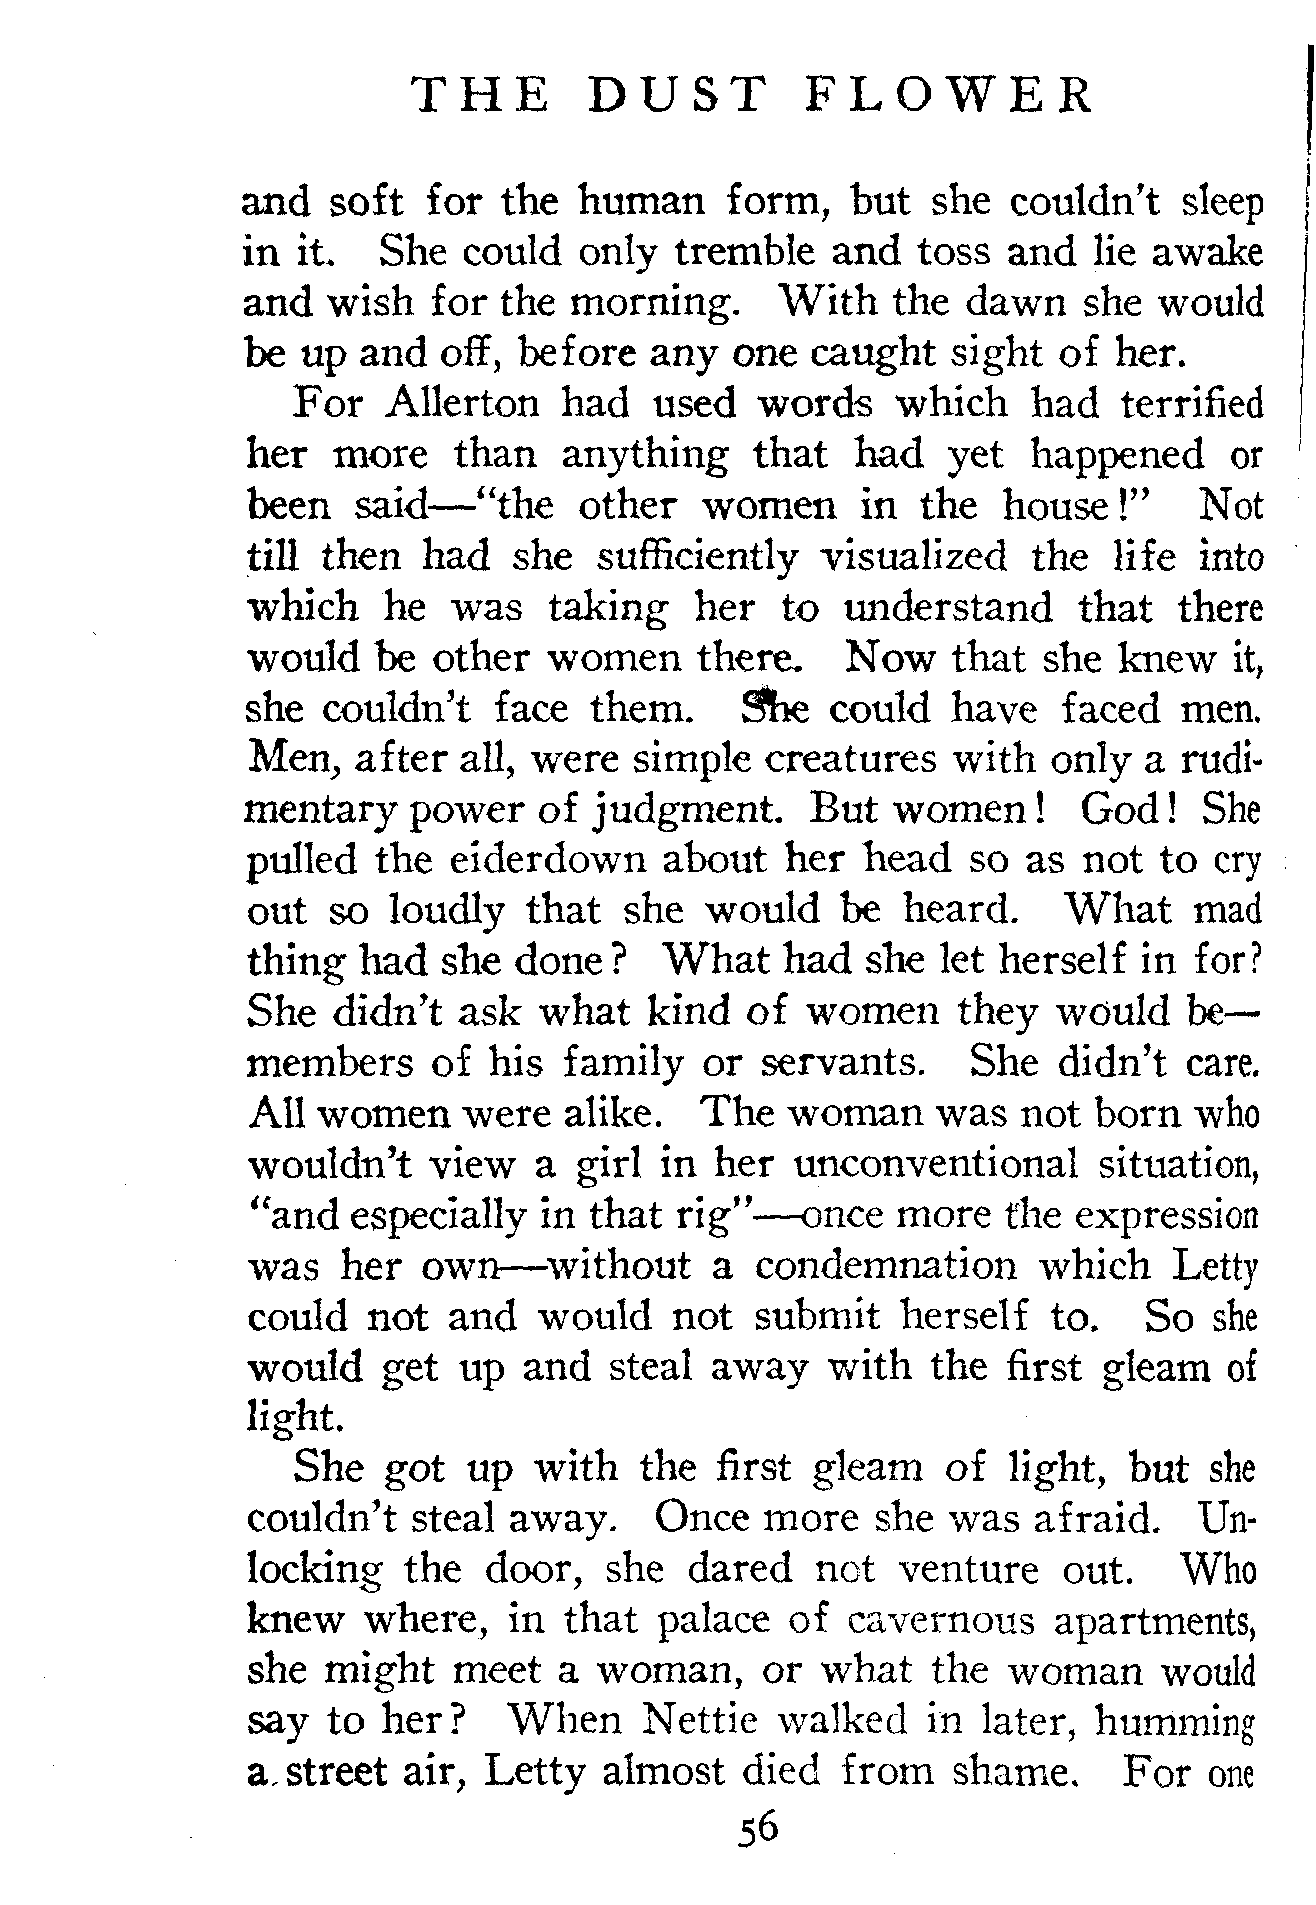 THE DUST FLOWER
and soft for the human form, but she couldn't sleep
in it. She could only tremble and toss and lie awake
and wish for the morning. With the dawn she would
be up and off, before any one caught sight of her.
For Allerton had used words which had terrified
her more than anything that had yet happened or
been said—“the other women in the house!” Not
till then had she sufficiently visualized the life into
which he was taking her to understand that there
would be other women there. Now that she knew it,
she couldn't face them. She could have faced men.
Men, after all, were simple creatures with only a rudi-
mentary power of judgment. But women! God! She
pulled the eiderdown about her head so as not to cry
out so loudly that she would be heard. What mad
thing had she done? What had she let herself in for?
She didn't ask what kind of women they would be—
members of his family or servants. She didn't care.
All women were alike. The woman was not born who
wouldn't view a girl in her unconventional situation,
“and especially in that rig”—once more the expression
was her own—without a condemnation which Letty
could not and would not submit herself to. So she
would get up and steal away with the first gleam of
light.
She got up with the first gleam of light, but she
couldn't steal away. Once more she was afraid. Un-
locking the door, she dared not venture out. Who
knew where, in that palace of cavernous apartments,
she might meet a woman, or what the woman would
say to her? When Nettie walked in later, humming
a street air, Letty almost died from shame. For one
56